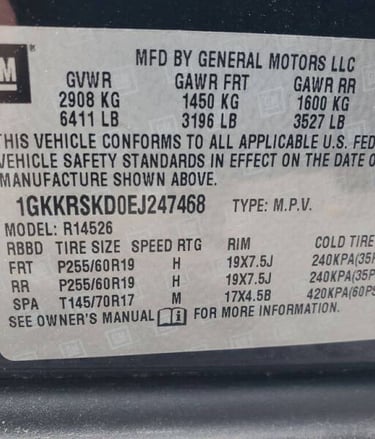 M
MFD BY GENERAL MOTORS LLC
GVWR GAWR FRT GAWR RR
2908 KG 1450 KG 1600 KG
6411 LB 3196 LB 3527 LB
THIS VEHICLE CONFORMS TO ALL APPLICABLE U.S. FED
VEHICLE SAFETY STANDARDS IN EFFECT ON THE DATE O
MANUFACTURE SHOWN ABOVE.
1GKKRSKD0EJ247468 TYPE: M.P.V.
MODEL: R14526
RBBD TIRE SIZE SPEED RTG RIM COLD TIRE
FRT P255/60R19 H 19X7.5J 240KPA(35P
RR P255/60R19 H 19X7.5J 240KPA(35P
SPA T145/70R17 M 17X4.5B 420KPA(60PS
SEE OWNER'S MANUAL i FOR MORE INFORMATION.